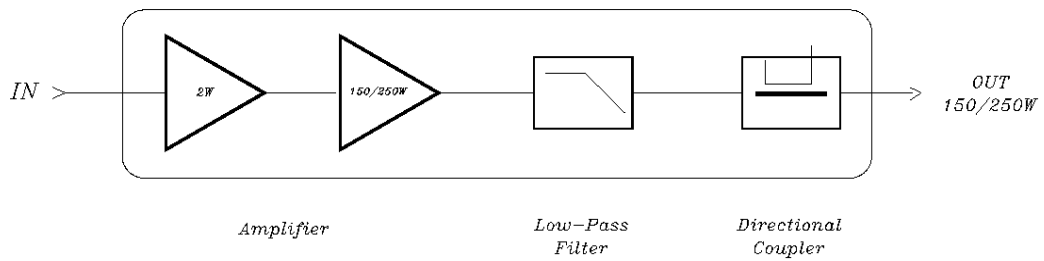 IN
2W
150/250W
OUT
150/250W
Amplifier
Low-Pass
Filter
Directional
Coupler